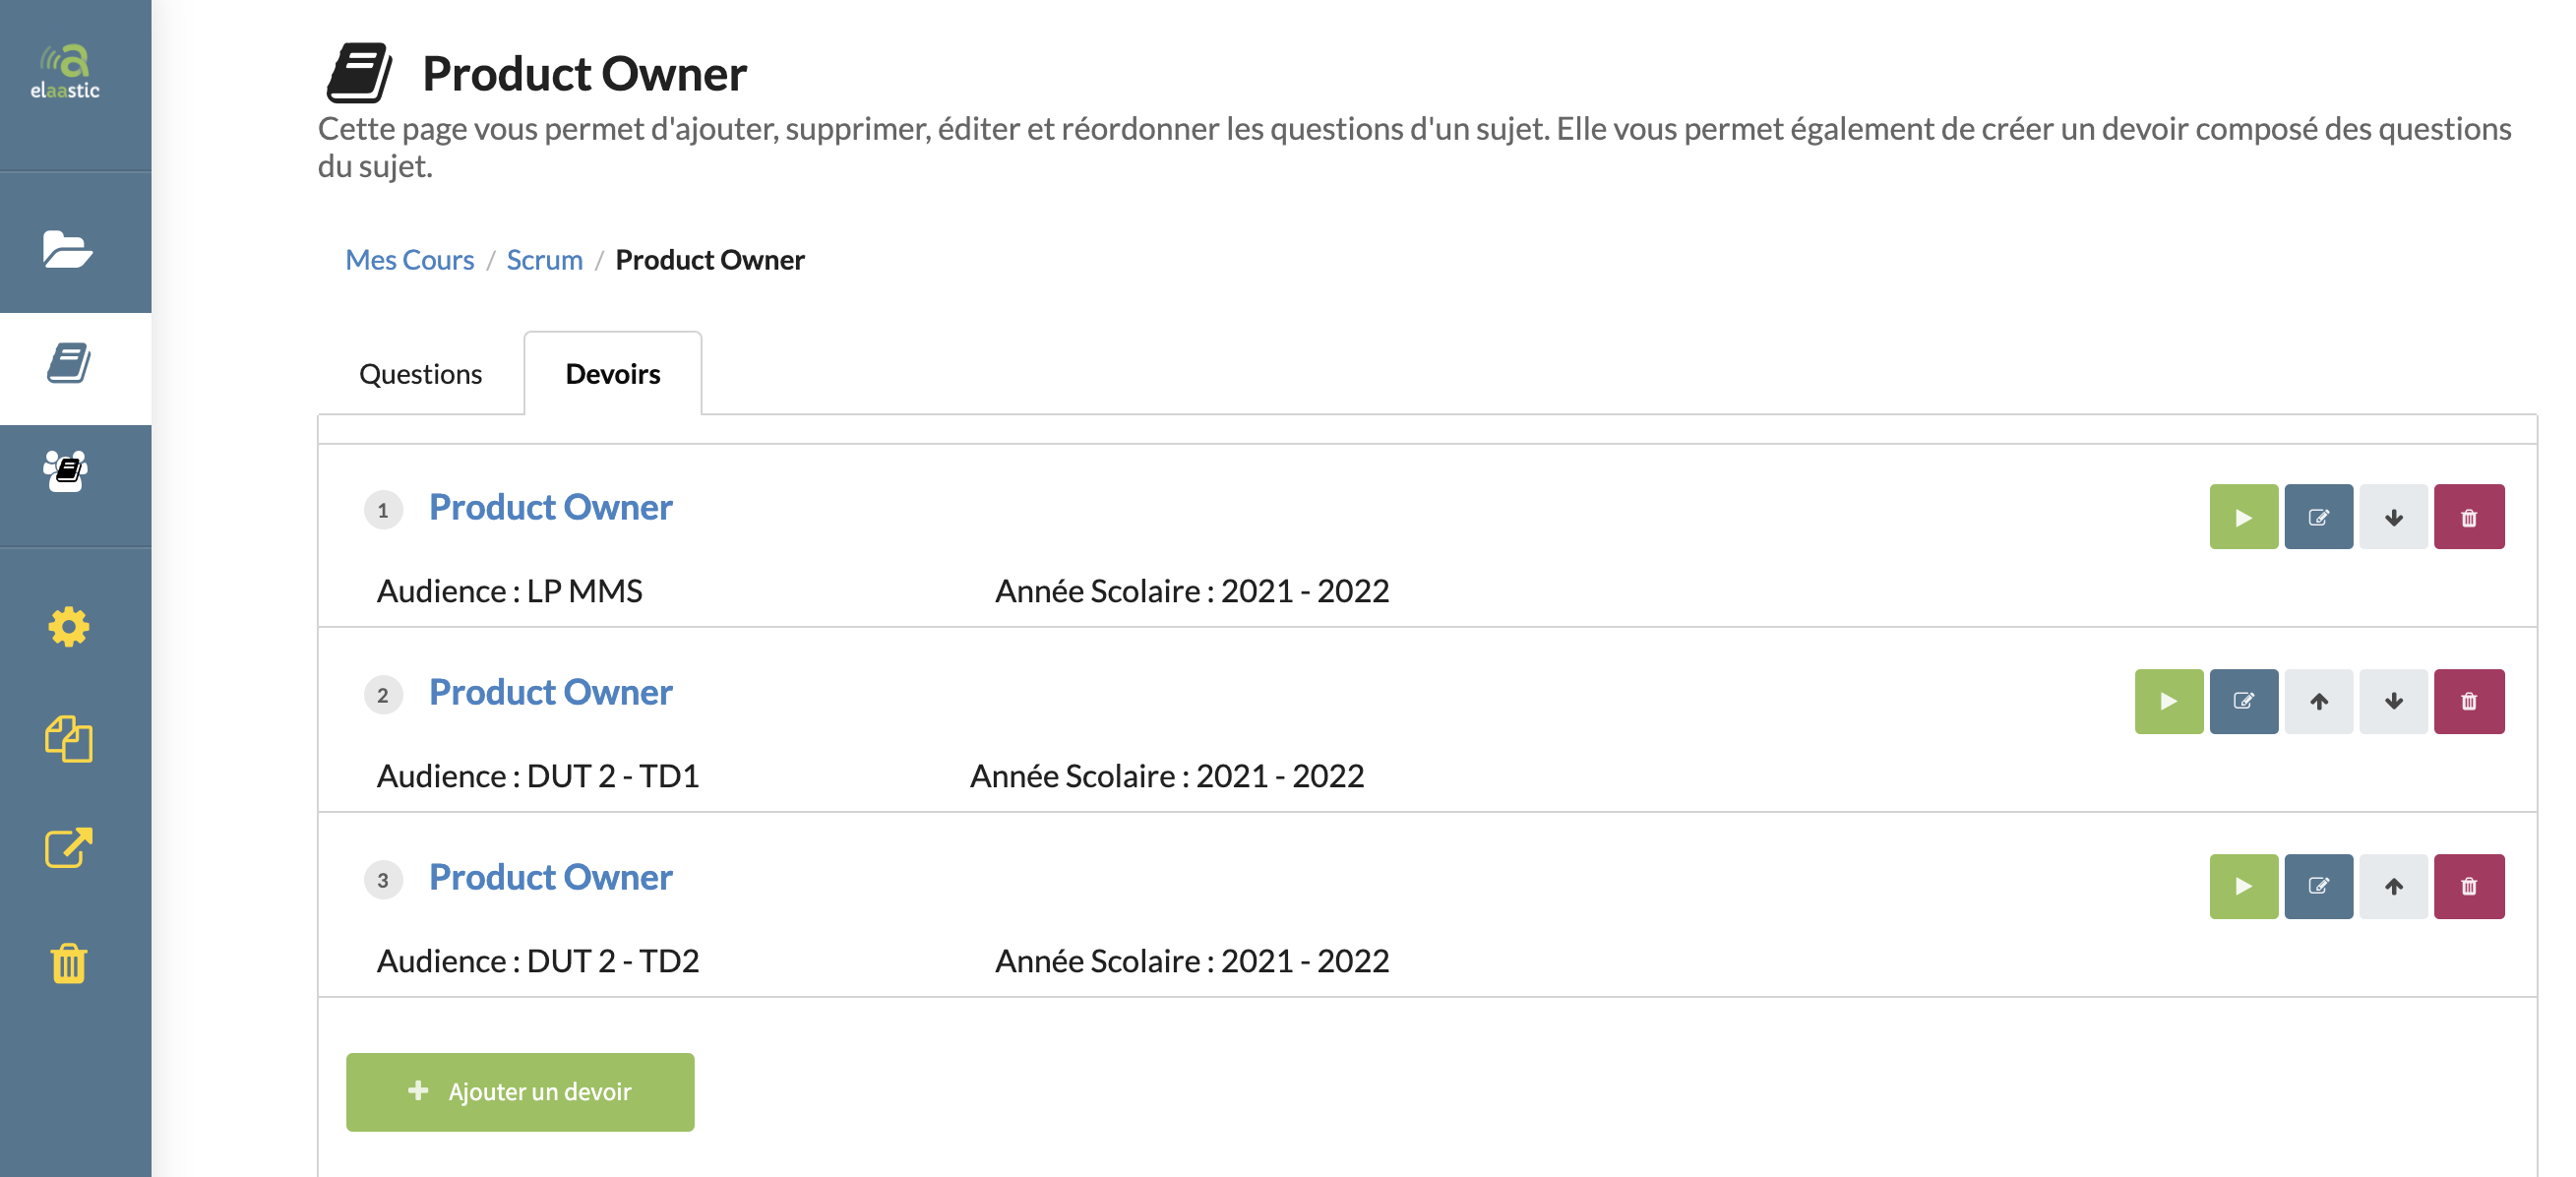 elaastic
Product Owner
Cette page vous permet d'ajouter, supprimer, éditer et réordonner les questions d'un sujet. Elle vous permet également de créer un devoir composé des questions
du sujet.
Mes Cours / Scrum / Product Owner
Questions Devoirs
1 Product Owner
Audience : LP MMS Année Scolaire : 2021 - 2022
2 Product Owner
Audience : DUT 2 - TD1 Année Scolaire : 2021 - 2022
3 Product Owner
Audience : DUT 2 - TD2 Année Scolaire : 2021 - 2022
Ajouter un devoir